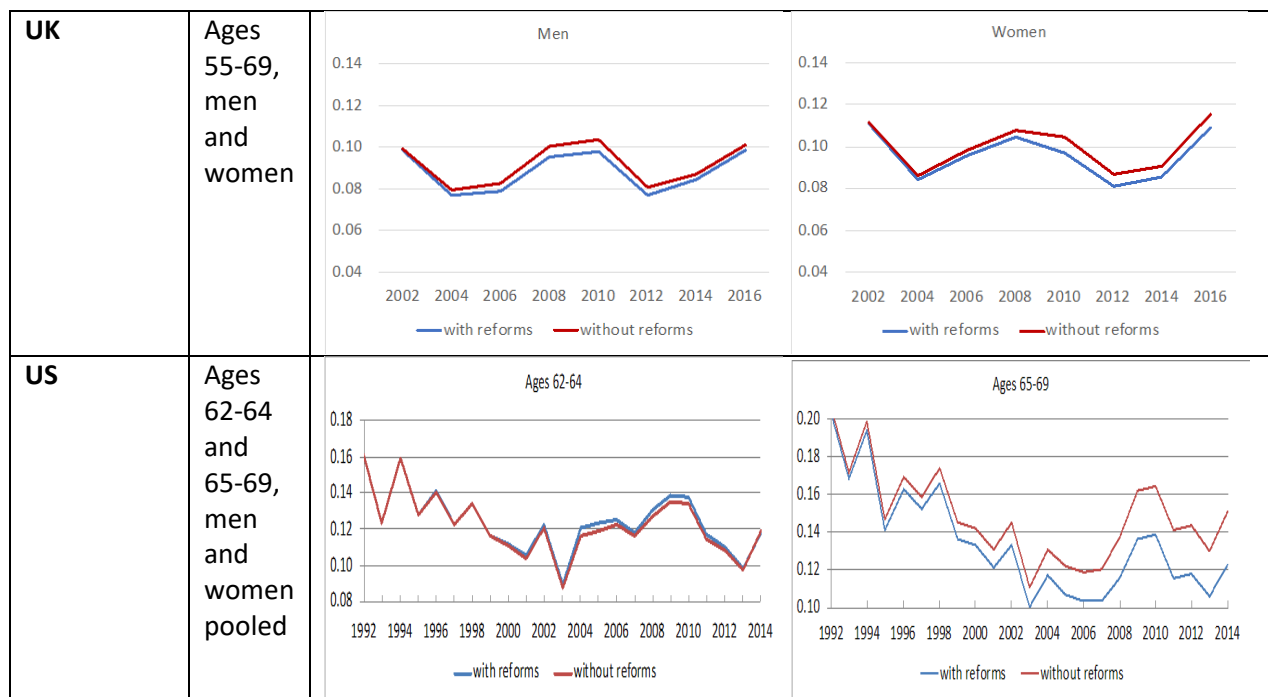 UK
Ages
55-69,
men
and
women
Men
0.14
0.12
0.10
0.08
0.06
0.04
2002 2004 2006 2008 2010 2012 2014 2016
with reforms without reforms
Women
0.14
0.12
0.10
0.08
0.06
0.04
2002 2004 2006 2008 2010 2012 2014 2016
with reforms without reforms
US
Ages
62-64
and
65-69,
men
and
women
pooled
Ages 62-64
0.18
0.16
0.14
0.12
0.10
0.08
1992 1994 1996 1998 2000 2002 2004 2006 2008 2010 2012 2014
with reforms without reforms
Ages 65-69
0.20
0.18
0.16
0.14
0.12
0.10
1992 1994 1996 1998 2000 2002 2004 2006 2008 2010 2012 2014
with reforms without reforms